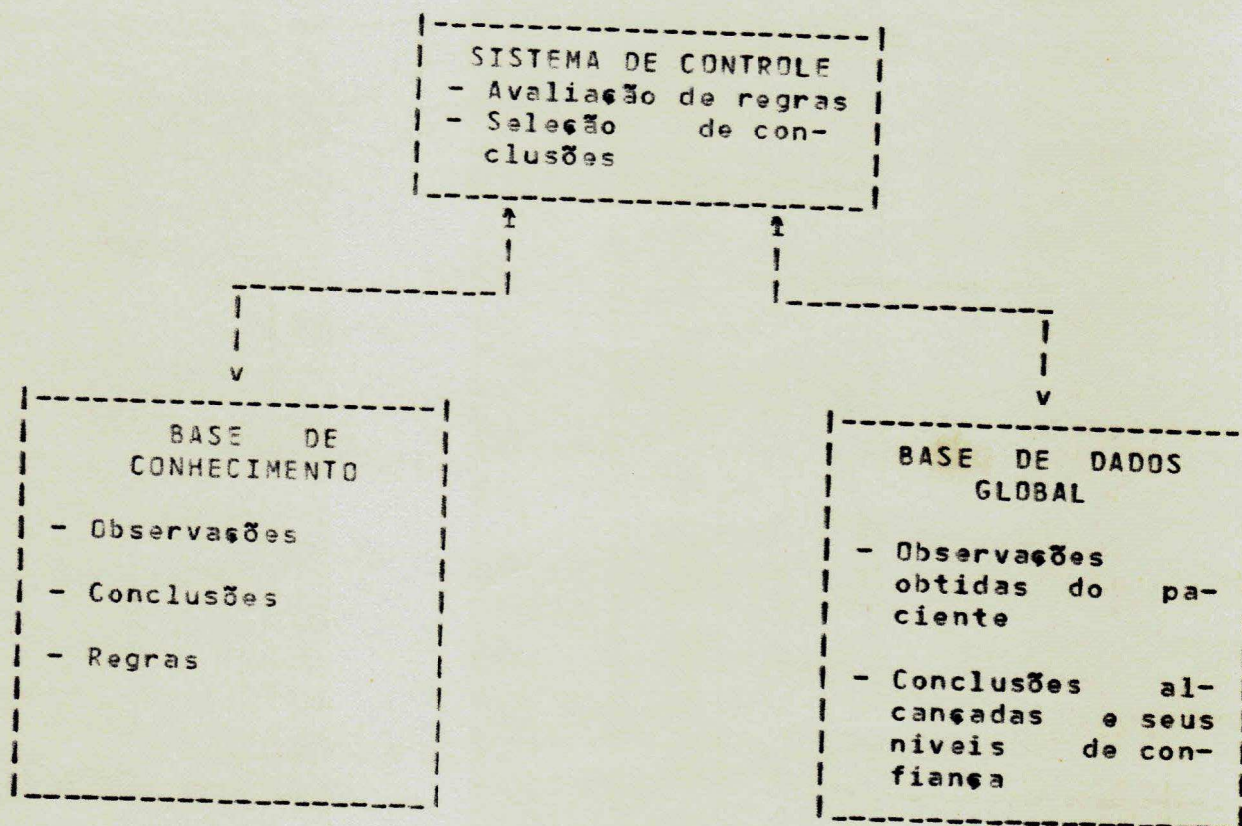 SISTEMA DE CONTROLE
- Avaliação de regras
- Seleção de con-
clusões
BASE DE
CONHECIMENTO
- Observações
- Conclusões
- Regras
BASE DE DADOS
GLOBAL
- Observações
obtidas do pa-
ciente
- Conclusões al-
cançadas e seus
niveis de con-
fiança